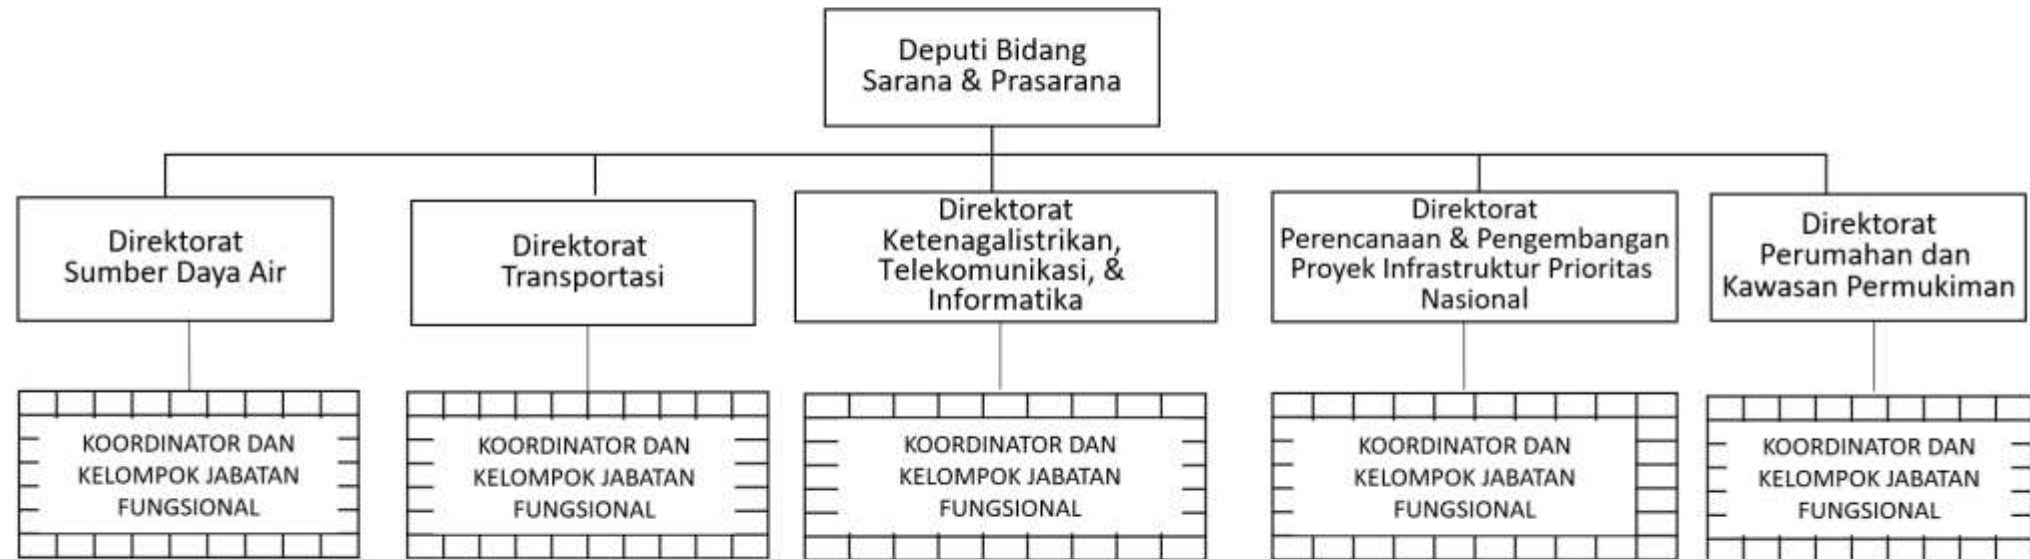 Deputi Bidang
Sarana & Prasarana
Direktorat
Sumber Daya Air
Direktorat
Transportasi
Direktorat
Ketenagalistrikan,
Telekomunikasi, &
Informatika
Direktorat
Perencanaan & Pengembangan
Proyek Infrastruktur Prioritas
Nasional
Direktorat
Perumahan dan
Kawasan Permukiman
KOORDINATOR DAN
KELOMPOK JABATAN
FUNGSIONAL
KOORDINATOR DAN
KELOMPOK JABATAN
FUNGSIONAL
KOORDINATOR DAN
KELOMPOK JABATAN
FUNGSIONAL
KOORDINATOR DAN
KELOMPOK JABATAN
FUNGSIONAL
KOORDINATOR DAN
KELOMPOK JABATAN
FUNGSIONAL